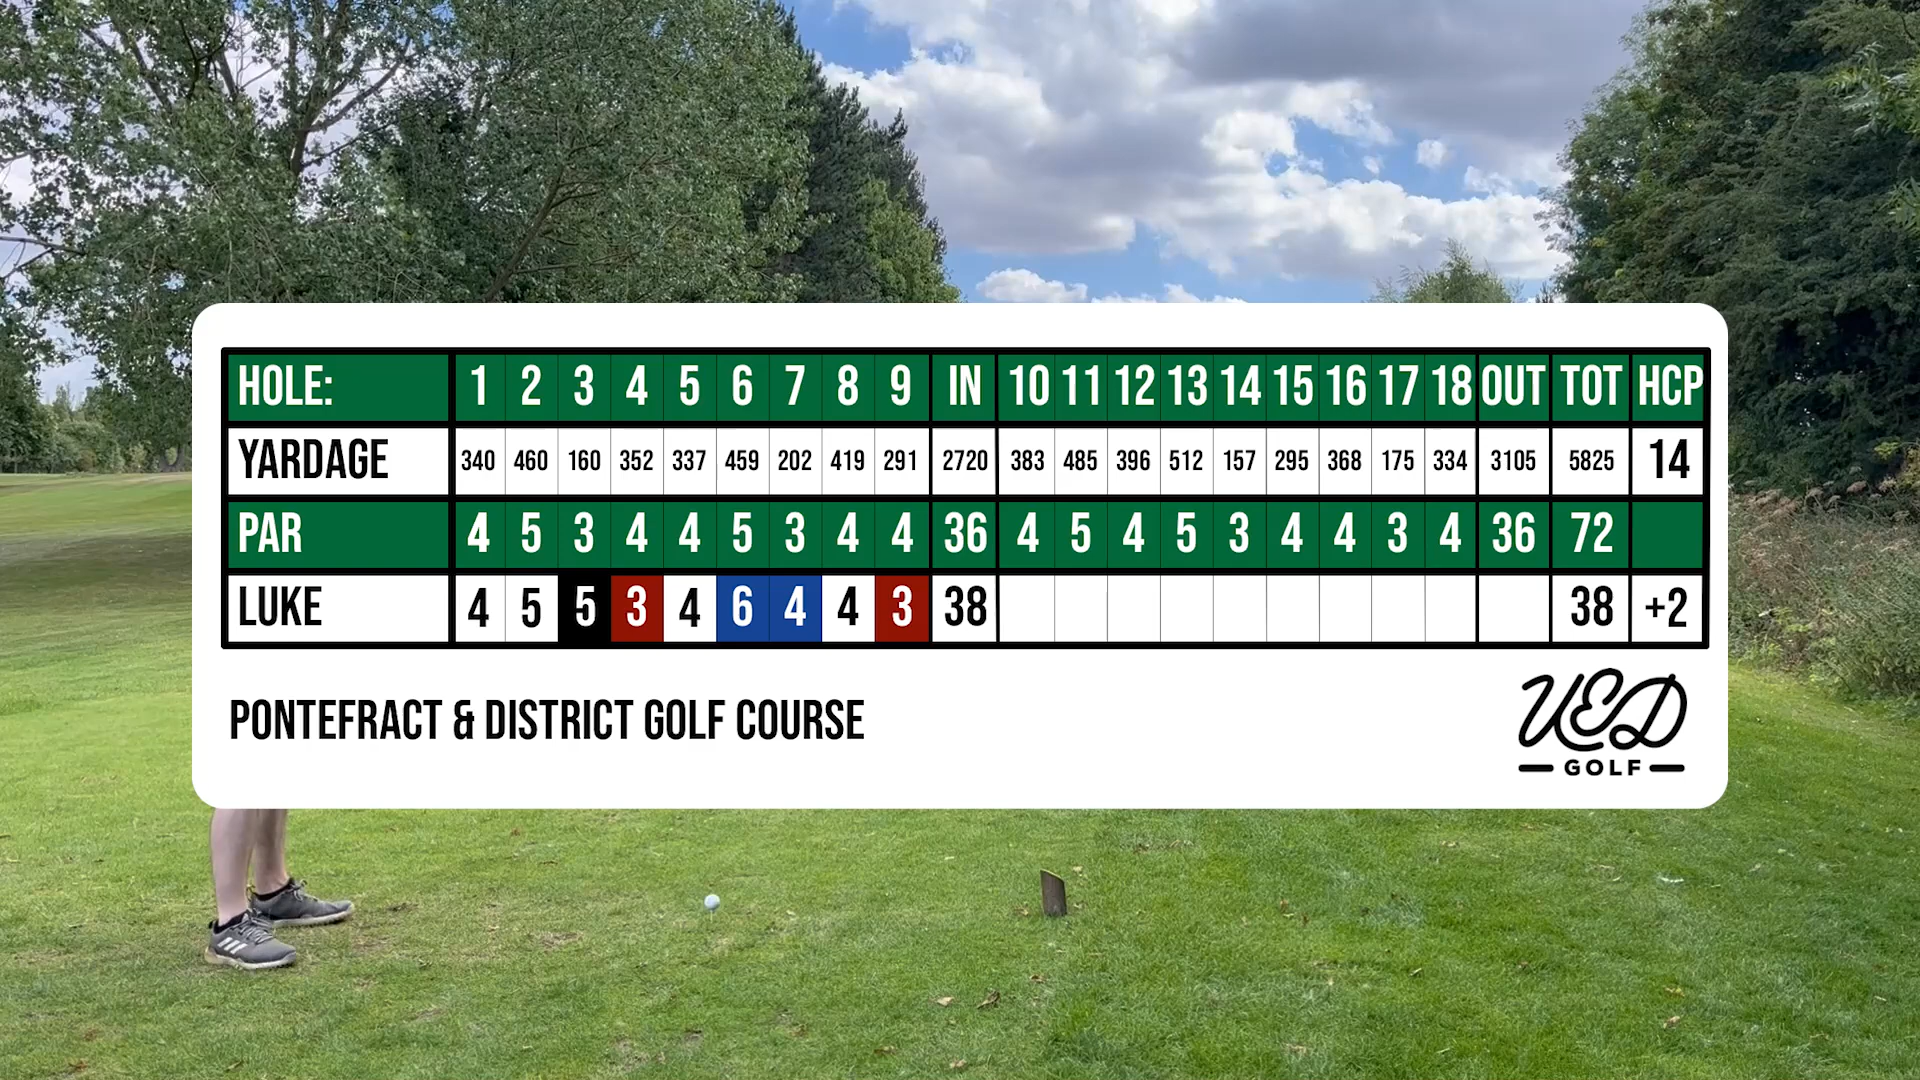 HOLE: 1 2 3 4 5 6 7 8 9 IN 10 11 12 13 14 15 16 17 18 OUT TOT HCP
YARDAGE 340 460 160 352 337 459 202 419 291 2720 383 485 396 512 157 295 368 175 334 3105 5825 14
PAR 4 5 3 4 4 5 3 4 4 36 4 5 4 5 3 4 4 3 4 36 72
LUKE 4 5 5 3 4 6 4 4 3 38 38 +2
PONTEFRACT & DISTRICT GOLF COURSE
UED
GOLF